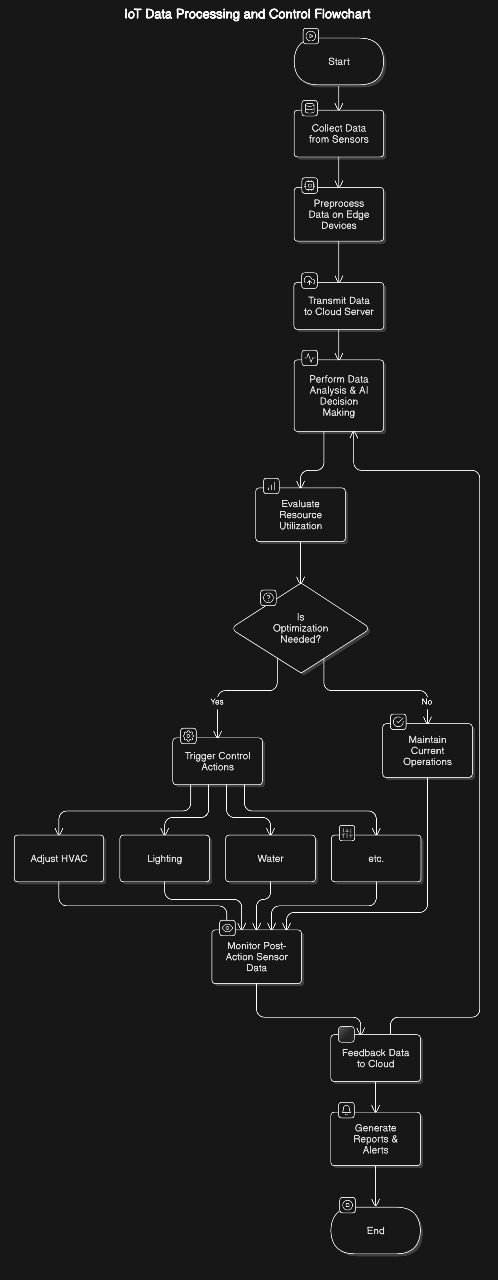 IoT Data Processing and Control Flowchart
Start
Collect Data
from Sensors
Preprocess
Data on Edge
Devices
Transmit Data
to Cloud Server
Perform Data
Analysis & AI
Decision
Making
Evaluate
Resource
Utilization
Is
Optimization
Needed?
Yes
No
Trigger Control
Actions
Maintain
Current
Operations
Adjust HVAC
Lighting
Water
etc.
Monitor Post-
Action Sensor
Data
Feedback Data
to Cloud
Generate
Reports &
Alerts
End